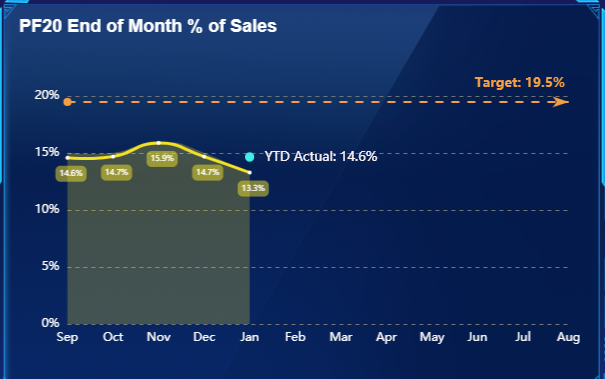 PF20 End of Month % of Sales
Target: 19.5%
20%
15%
YTD Actual: 14.6%
14.6%
14.7%
15.9%
14.7%
13.3%
10%
5%
0%
Sep Oct Nov Dec Jan Feb Mar Apr May Jun Jul Aug